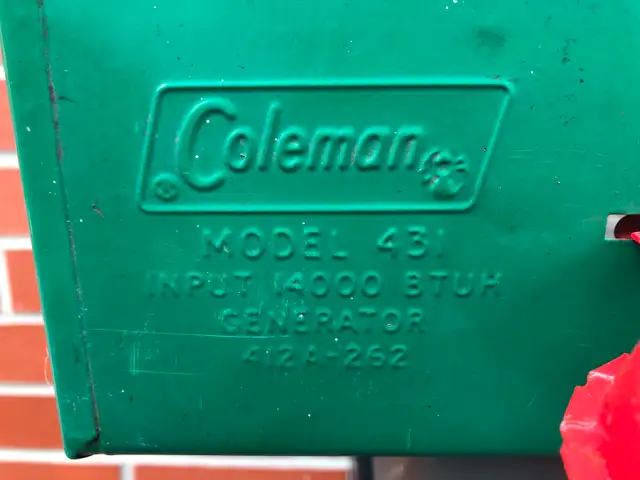 Coleman
MODEL 431
INPUT 14000 BTUH
GENERATOR
412A-262